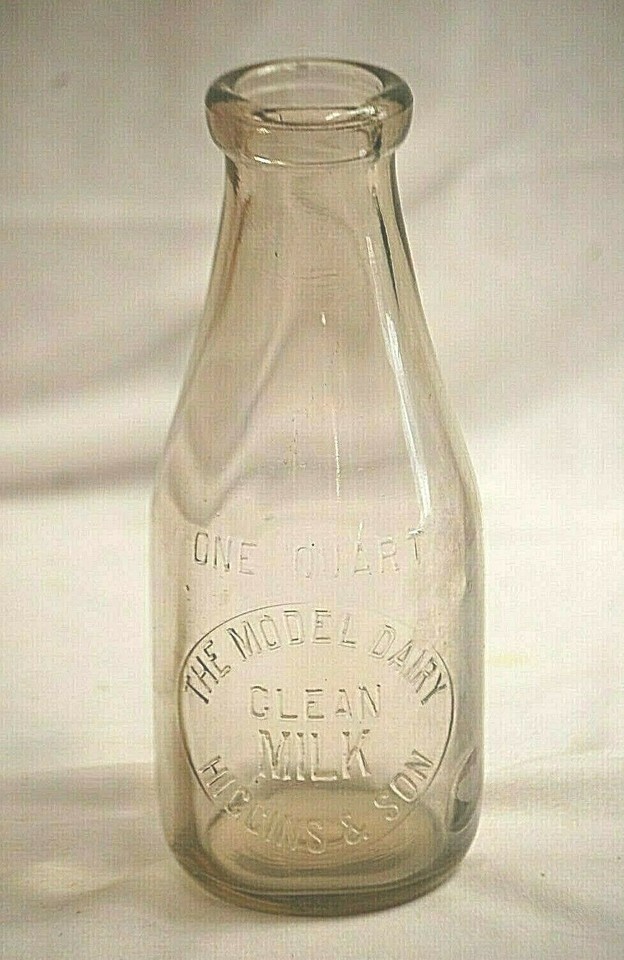 ONE QUART
THE MODEL DAIRY
CLEAN
MILK
HIGGINS & SON